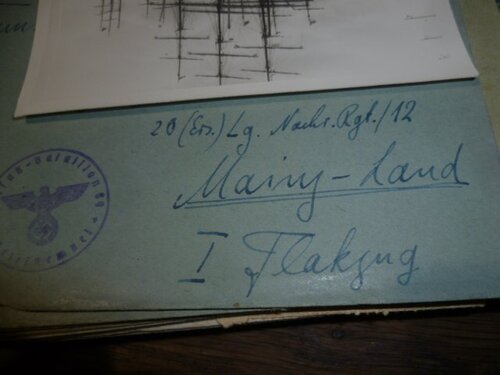 20 (Ers.) Lg. Nachr. Rgt./12
Mainz-Land
I Flakzug